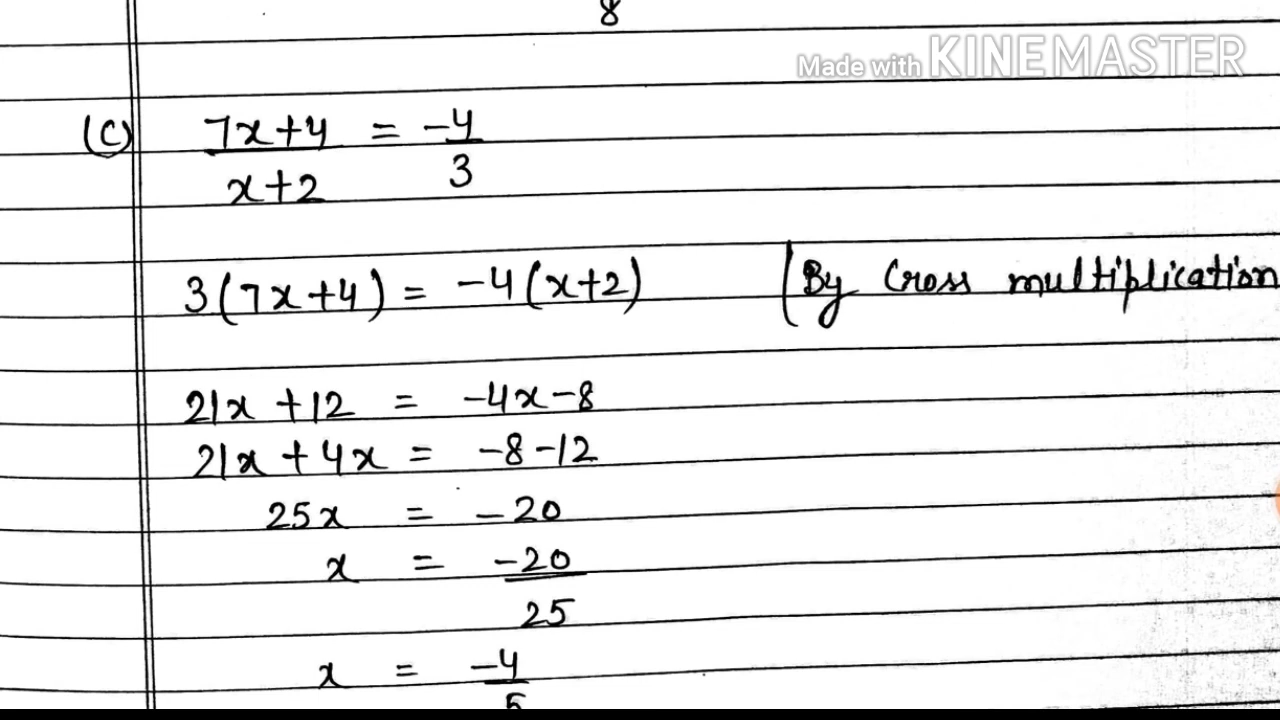 8
Made with KINEMASTER
(C) 7x+4 = -4
x+2 3
3(7x+4) = -4(x+2) (By Cross multiplication
21x +12 = -4x-8
21x + 4x = -8-12
25x = -20
x = -20
25
x = -4
5